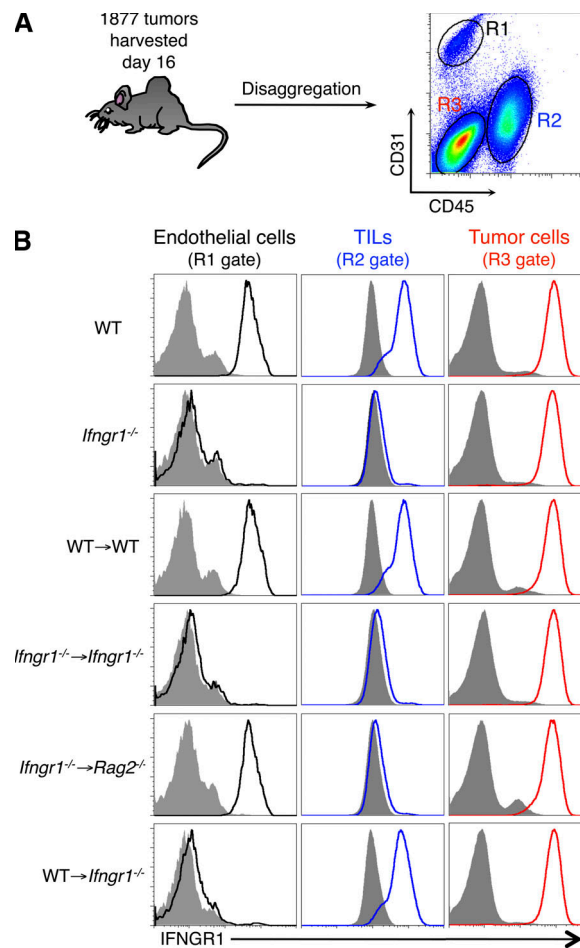 A
1877 tumors
harvested
day 16
Disaggregation
R1
R3
R2
CD31
CD45
B
Endothelial cells
(R1 gate)
TILs
(R2 gate)
Tumor cells
(R3 gate)
WT
Ifngr1-/-
WT→WT
Ifngr1-/-→Ifngr1-/-
Ifngr1-/-→Rag2-/-
WT→Ifngr1-/-
IFNGR1